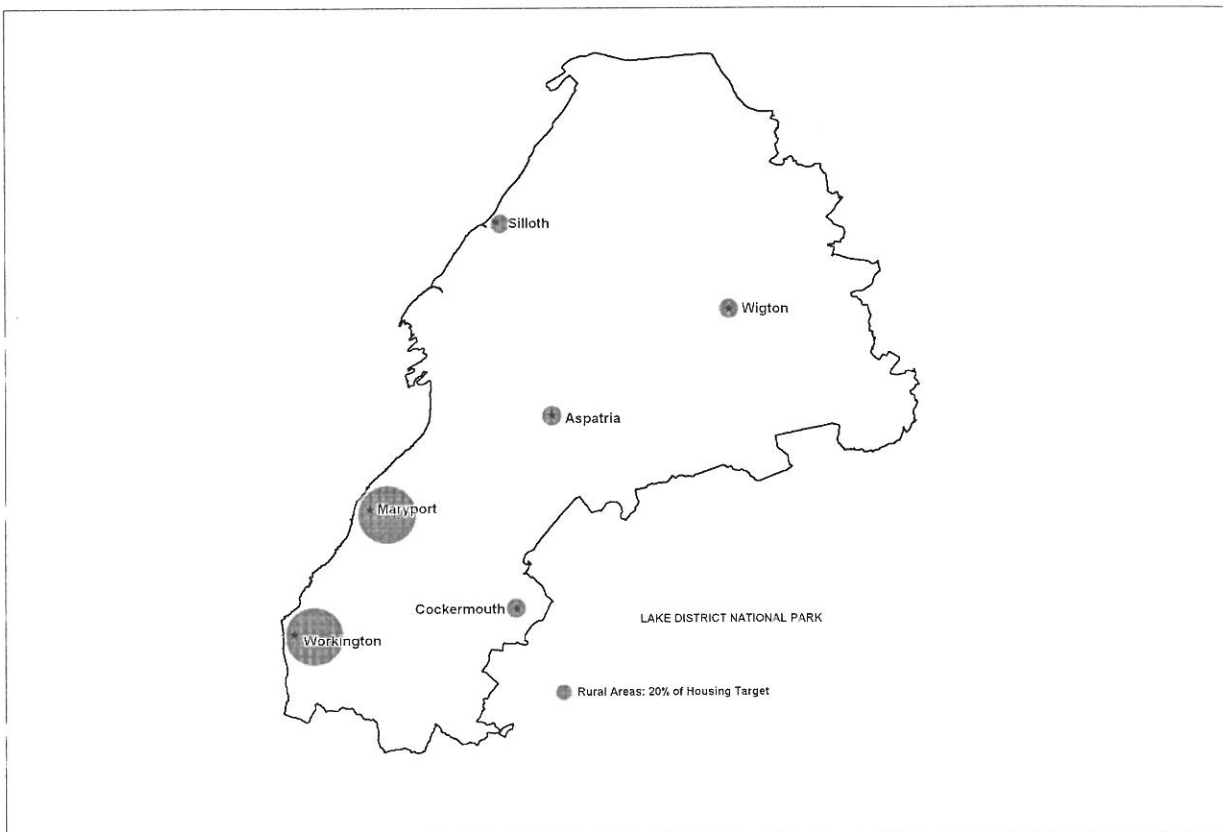 Silloth
Wigton
Aspatria
Maryport
Cockermouth
LAKE DISTRICT NATIONAL PARK
Workington
Rural Areas: 20% of Housing Target